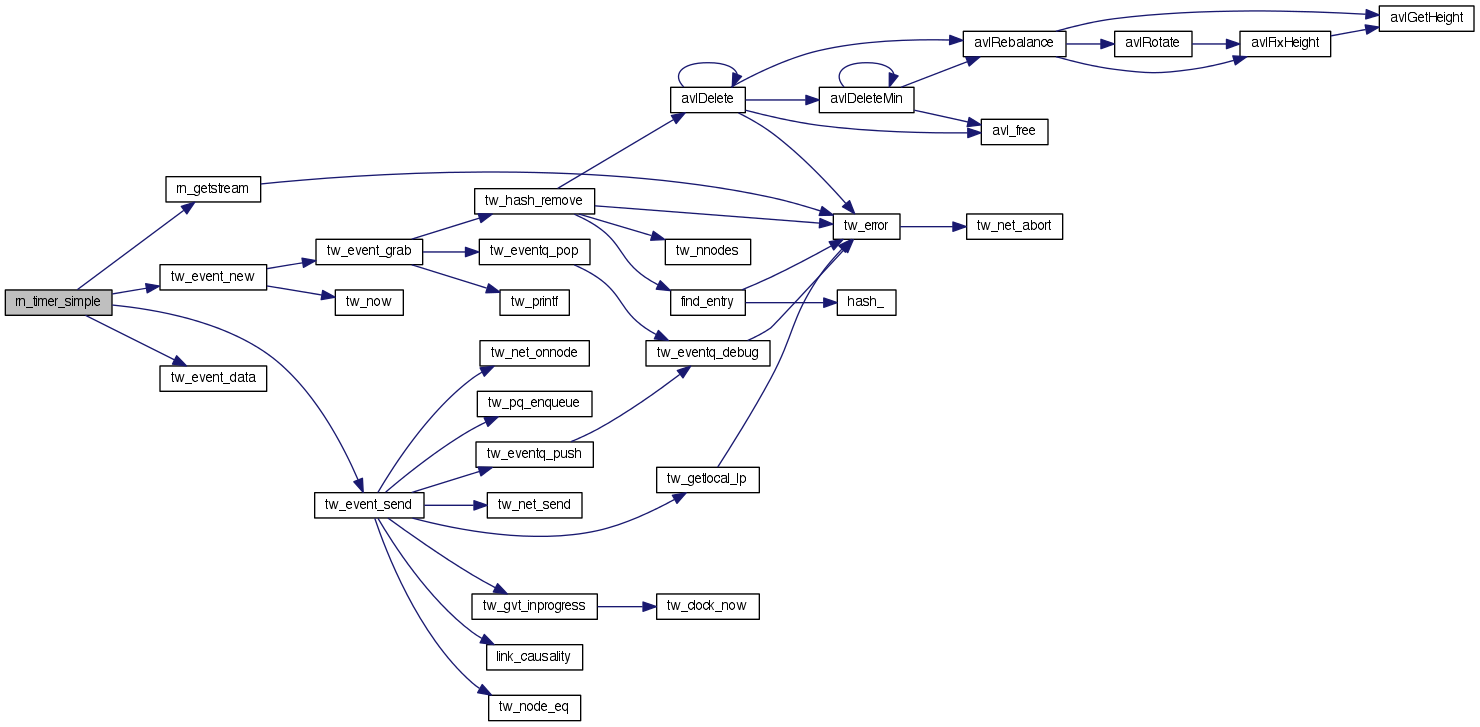 rn_timer_simple
rn_getstream
tw_event_new
tw_event_data
tw_event_grab
tw_now
tw_event_send
tw_hash_remove
tw_eventq_pop
tw_printf
tw_net_onnode
tw_pq_enqueue
tw_eventq_push
tw_net_send
tw_gvt_inprogress
link_causality
tw_node_eq
avlDelete
tw_nnodes
find_entry
tw_eventq_debug
tw_getlocal_lp
tw_clock_now
avlDeleteMin
tw_error
hash_
avlRebalance
avl_free
tw_net_abort
avlRotate
avlFixHeight
avlGetHeight